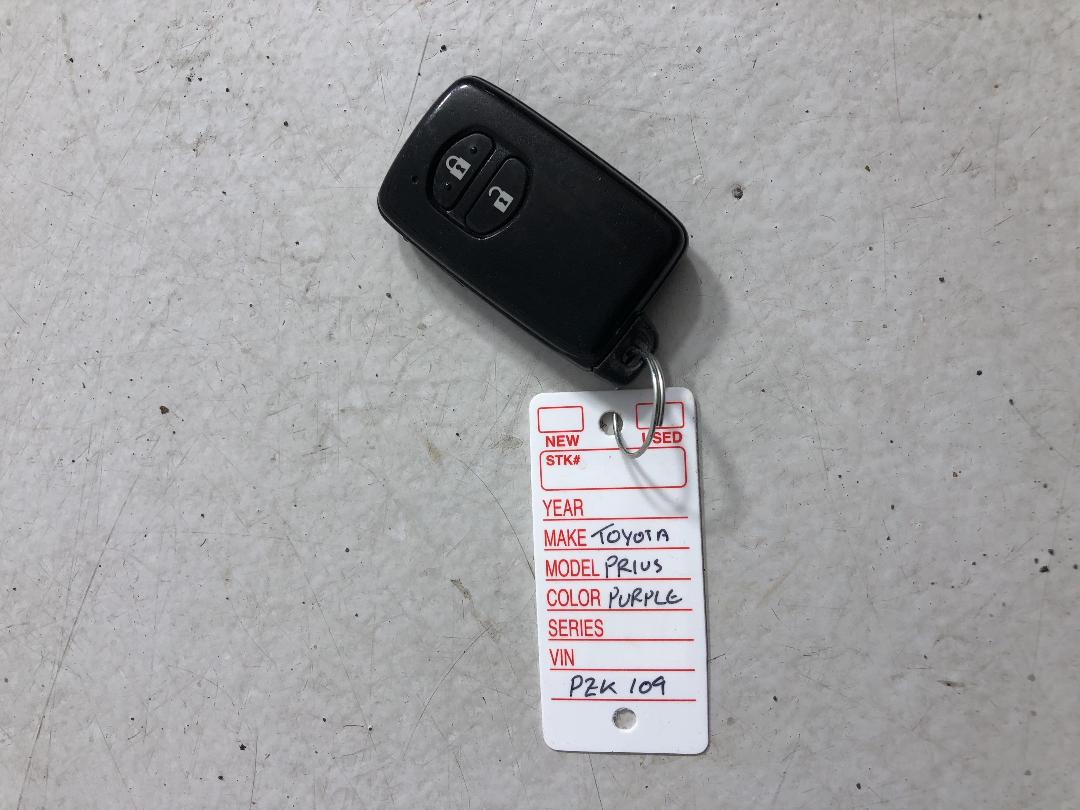 NEW USED
STK#
YEAR
MAKE TOYOTA
MODEL PRIUS
COLOR PURPLE
SERIES
VIN
PZK 109